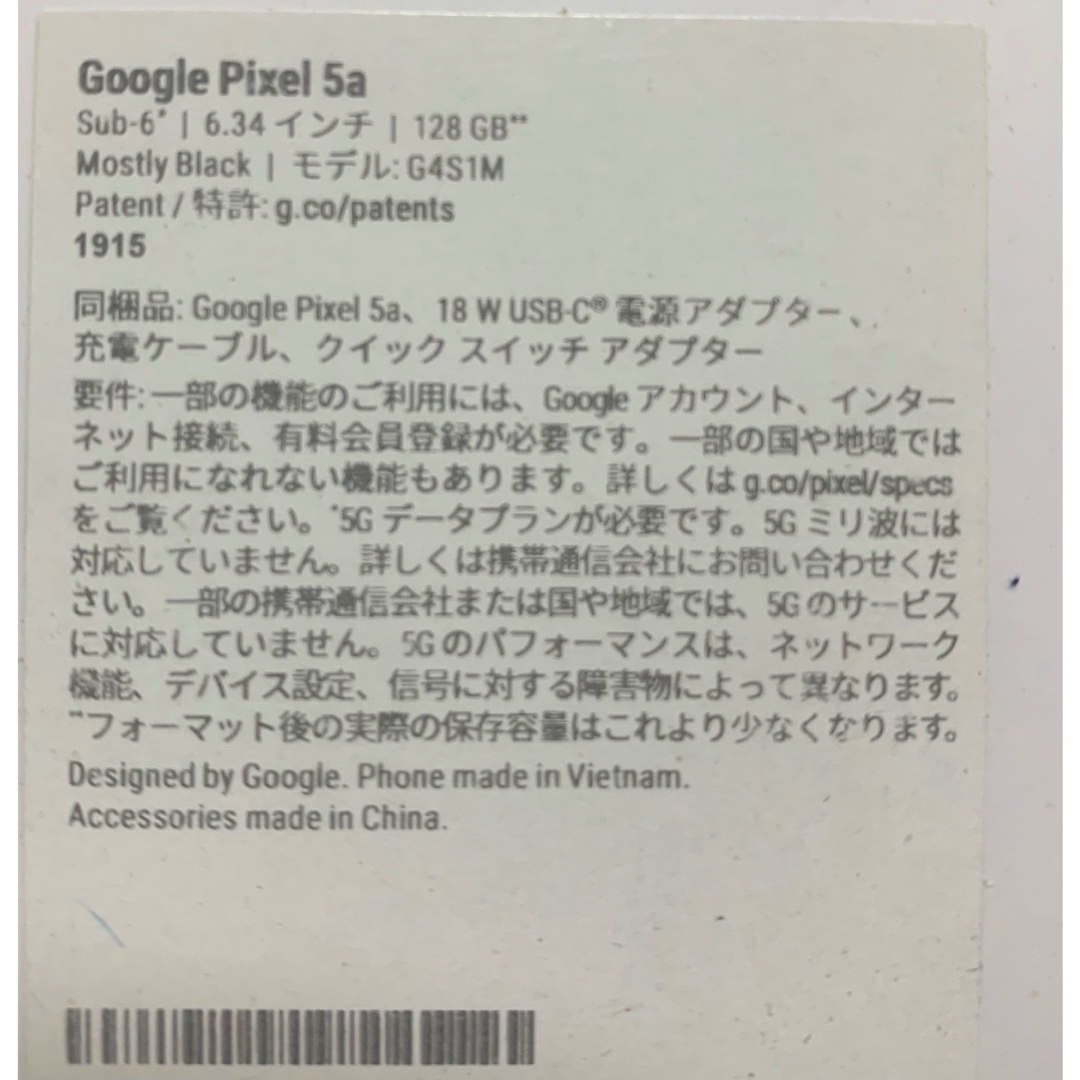 Google Pixel 5a
Sub-6* | 6.34 インチ | 128 GB**
Mostly Black | モデル: G4S1M
Patent / 特許: g.co/patents
1915
同梱品: Google Pixel 5a、18 W USB-C® 電源アダプター、
充電ケーブル、クイック スイッチ アダプター
要件: 一部の機能のご利用には、Google アカウント、インター
ネット接続、有料会員登録が必要です。一部の国や地域では
ご利用になれない機能もあります。詳しくは g.co/pixel/specs
をご覧ください。*5G データプランが必要です。5G ミリ波には
対応していません。詳しくは携帯通信会社にお問い合わせくだ
さい。一部の携帯通信会社または国や地域では、5G のサービス
に対応していません。5G のパフォーマンスは、ネットワーク
機能、デバイス設定、信号に対する障害物によって異なります。
**フォーマット後の実際の保存容量はこれより少なくなります。
Designed by Google. Phone made in Vietnam.
Accessories made in China.